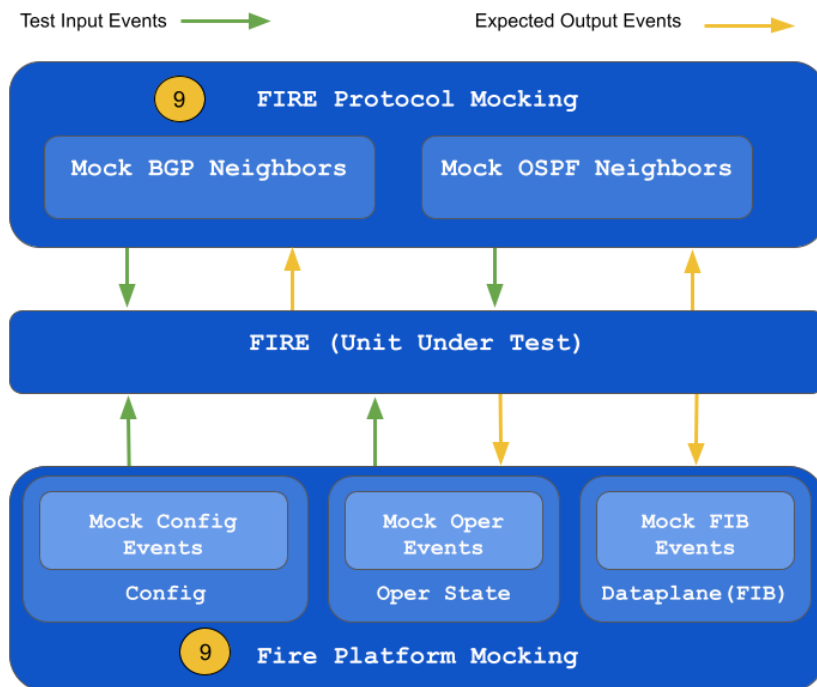 Test Input Events
Expected Output Events
9
FIRE Protocol Mocking
Mock BGP Neighbors
Mock OSPF Neighbors
FIRE (Unit Under Test)
Mock Config
Events
Config
Mock Oper
Events
Oper State
Mock FIB
Events
Dataplane(FIB)
9
Fire Platform Mocking